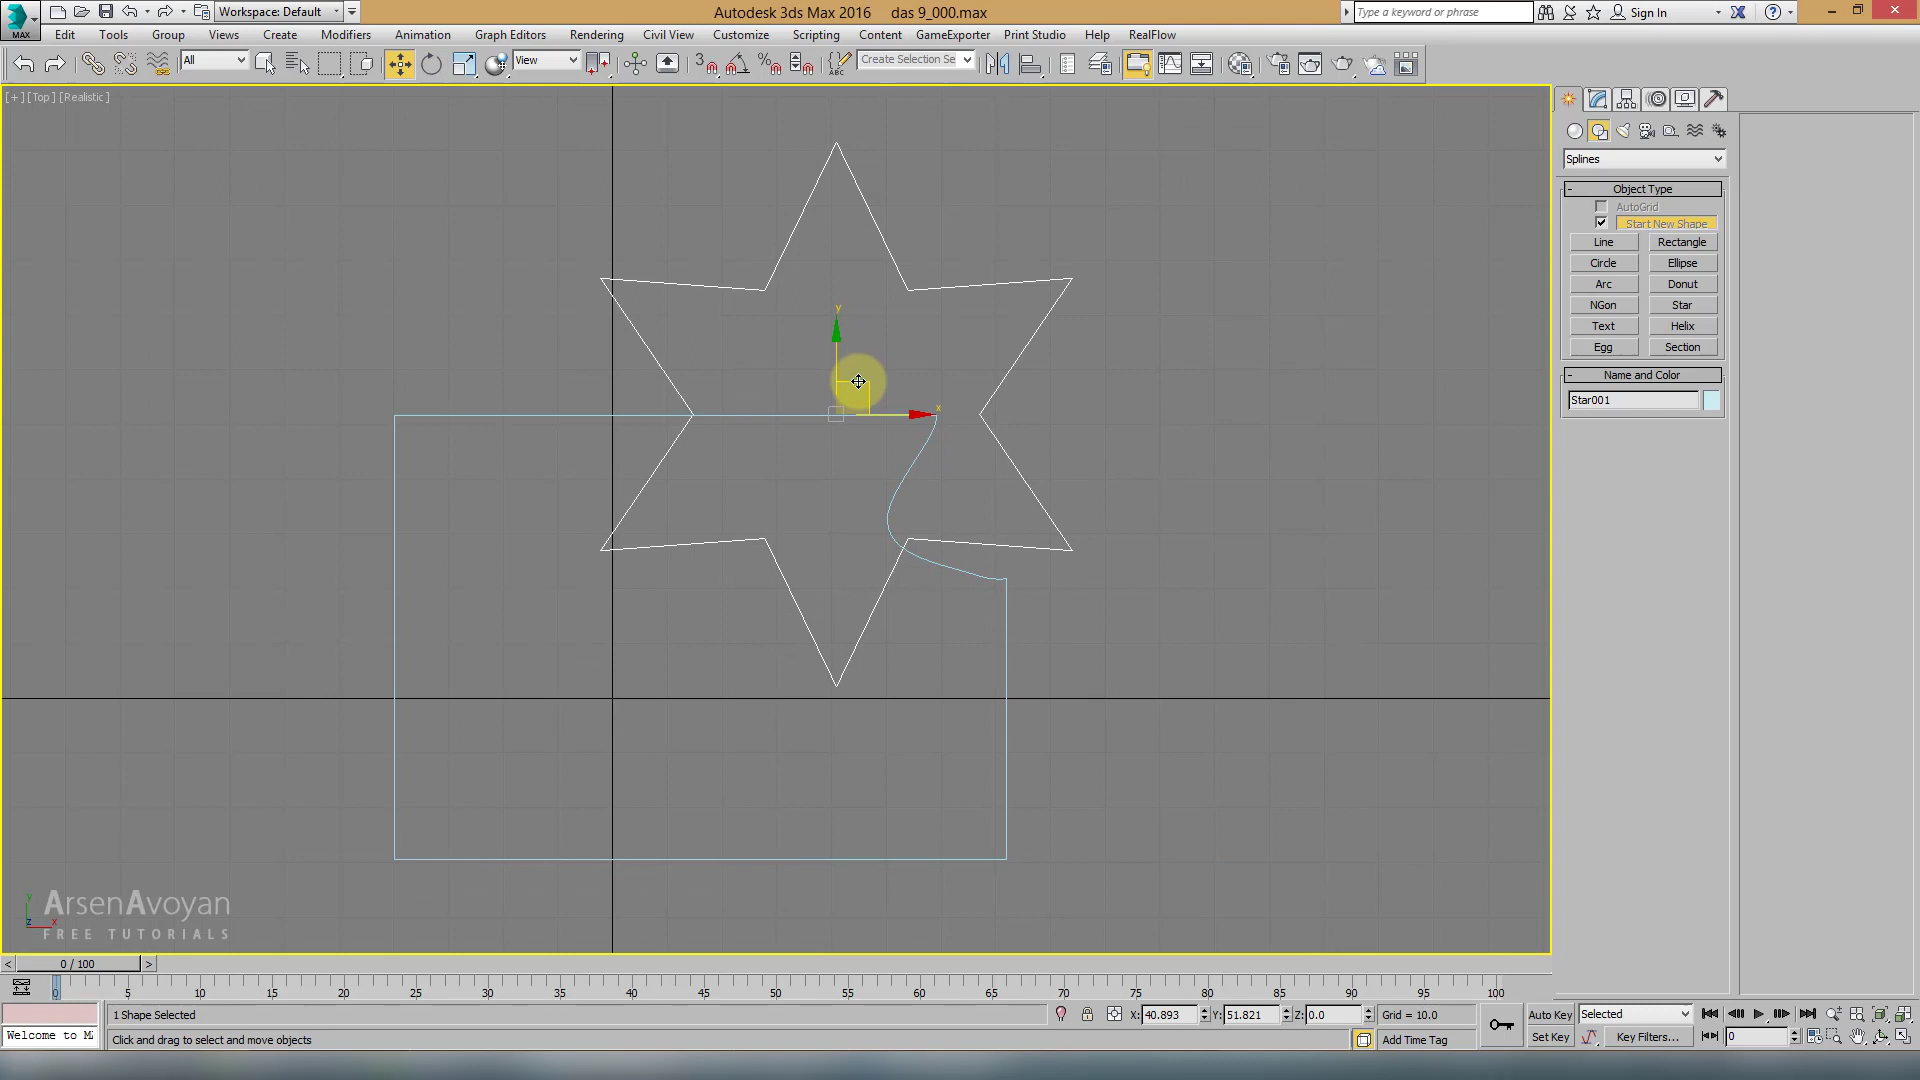 Autodesk 3ds Max 2016 das 9_000.max
MAX
Workspace: Default
Type a keyword or phrase
Sign In
Edit Tools Group Views Create Modifiers Animation Graph Editors Rendering Civil View Customize Scripting Content GameExporter Print Studio Help RealFlow
All
View
3
ABC
Create Selection Se
[+] [Top] [Realistic]
Splines
- Object Type
AutoGrid
Start New Shape
Line Rectangle
Circle Ellipse
Arc Donut
NGon Star
Text Helix
Egg Section
- Name and Color
Star001
y
x
ArsenAvoyan
FREE TUTORIALS
y
z x
< 0 / 100 >
0 5 10 15 20 25 30 35 40 45 50 55 60 65 70 75 80 85 90 95 100
1 Shape Selected
X: 40.893 Y: 51.821 Z: 0.0 Grid = 10.0
Auto Key Selected
Welcome to M
Click and drag to select and move objects
Add Time Tag
Set Key Key Filters... 0